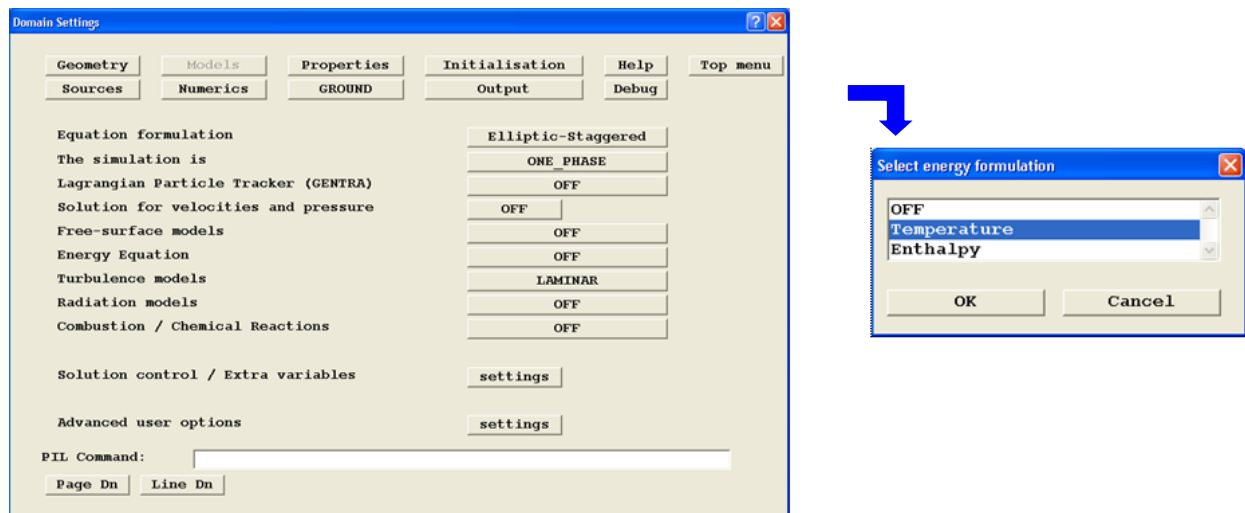 Domain Settings
Geometry Models Properties Initialisation Help Top menu
Sources Numerics GROUND Output Debug
Equation formulation Elliptic-Staggered
The simulation is ONE_PHASE
Lagrangian Particle Tracker (GENTRA) OFF
Solution for velocities and pressure OFF
Free-surface models OFF
Energy Equation OFF
Turbulence models LAMINAR
Radiation models OFF
Combustion / Chemical Reactions OFF
Solution control / Extra variables settings
Advanced user options settings
PIL Command:
Page Dn Line Dn
Select energy formulation
OFF
Temperature
Enthalpy
OK Cancel